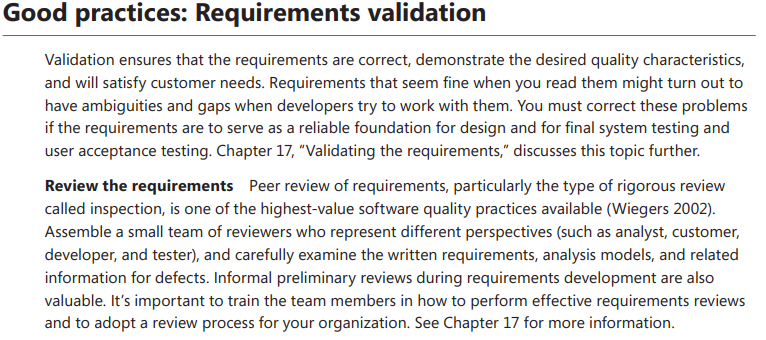 Good practices: Requirements validation
Validation ensures that the requirements are correct, demonstrate the desired quality characteristics,
and will satisfy customer needs. Requirements that seem fine when you read them might turn out to
have ambiguities and gaps when developers try to work with them. You must correct these problems
if the requirements are to serve as a reliable foundation for design and for final system testing and
user acceptance testing. Chapter 17, “Validating the requirements,” discusses this topic further.
Review the requirements Peer review of requirements, particularly the type of rigorous review
called inspection, is one of the highest-value software quality practices available (Wiegers 2002).
Assemble a small team of reviewers who represent different perspectives (such as analyst, customer,
developer, and tester), and carefully examine the written requirements, analysis models, and related
information for defects. Informal preliminary reviews during requirements development are also
valuable. It’s important to train the team members in how to perform effective requirements reviews
and to adopt a review process for your organization. See Chapter 17 for more information.